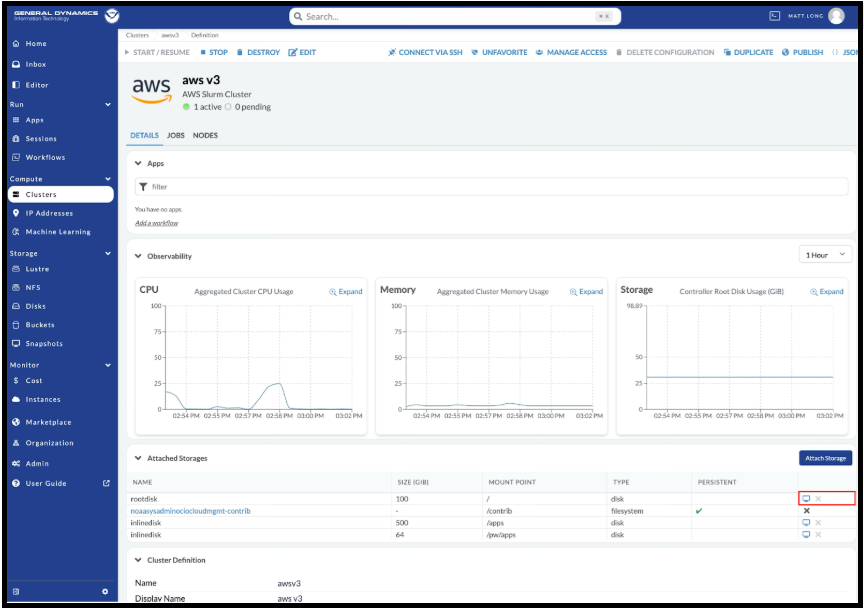 GENERAL DYNAMICS
Information Technology
Search...
MATT.LONG
Home
Inbox
Editor
Run
Apps
Sessions
Workflows
Compute
Clusters
IP Addresses
Machine Learning
Storage
Lustre
NFS
Disks
Buckets
Snapshots
Monitor
$ Cost
Instances
Marketplace
Organization
Admin
User Guide
Clusters awsv3 Definition
START / RESUME STOP DESTROY EDIT CONNECT VIA SSH UNFAVORITE MANAGE ACCESS DELETE CONFIGURATION DUPLICATE PUBLISH JSON
aws
aws v3
AWS Slurm Cluster
1 active 0 pending
DETAILS JOBS NODES
Apps
filter
You have no apps.
Add a workflow
Observability
1 Hour
CPU Aggregated Cluster CPU Usage Expand
100
75
50
25
0
02:54 PM 02:55 PM 02:57 PM 02:58 PM 03:00 PM 03:02 PM
Memory Aggregated Cluster Memory Usage Expand
100
75
50
25
0
02:54 PM 02:55 PM 02:57 PM 02:58 PM 03:00 PM 03:02 PM
Storage Controller Root Disk Usage (GiB) Expand
98.89
50
25
0
02:54 PM 02:55 PM 02:57 PM 02:58 PM 03:00 PM 03:02 PM
Attached Storages
Attach Storage
NAME SIZE (GIB) MOUNT POINT TYPE PERSISTENT
rootdisk 100 / disk
noaasysadminociocloudmgmt-contrib - /contrib filesystem ✔
inlinedisk 500 /apps disk
inlinedisk 64 /pw/apps disk
Cluster Definition
Name awsv3
Display Name aws v3